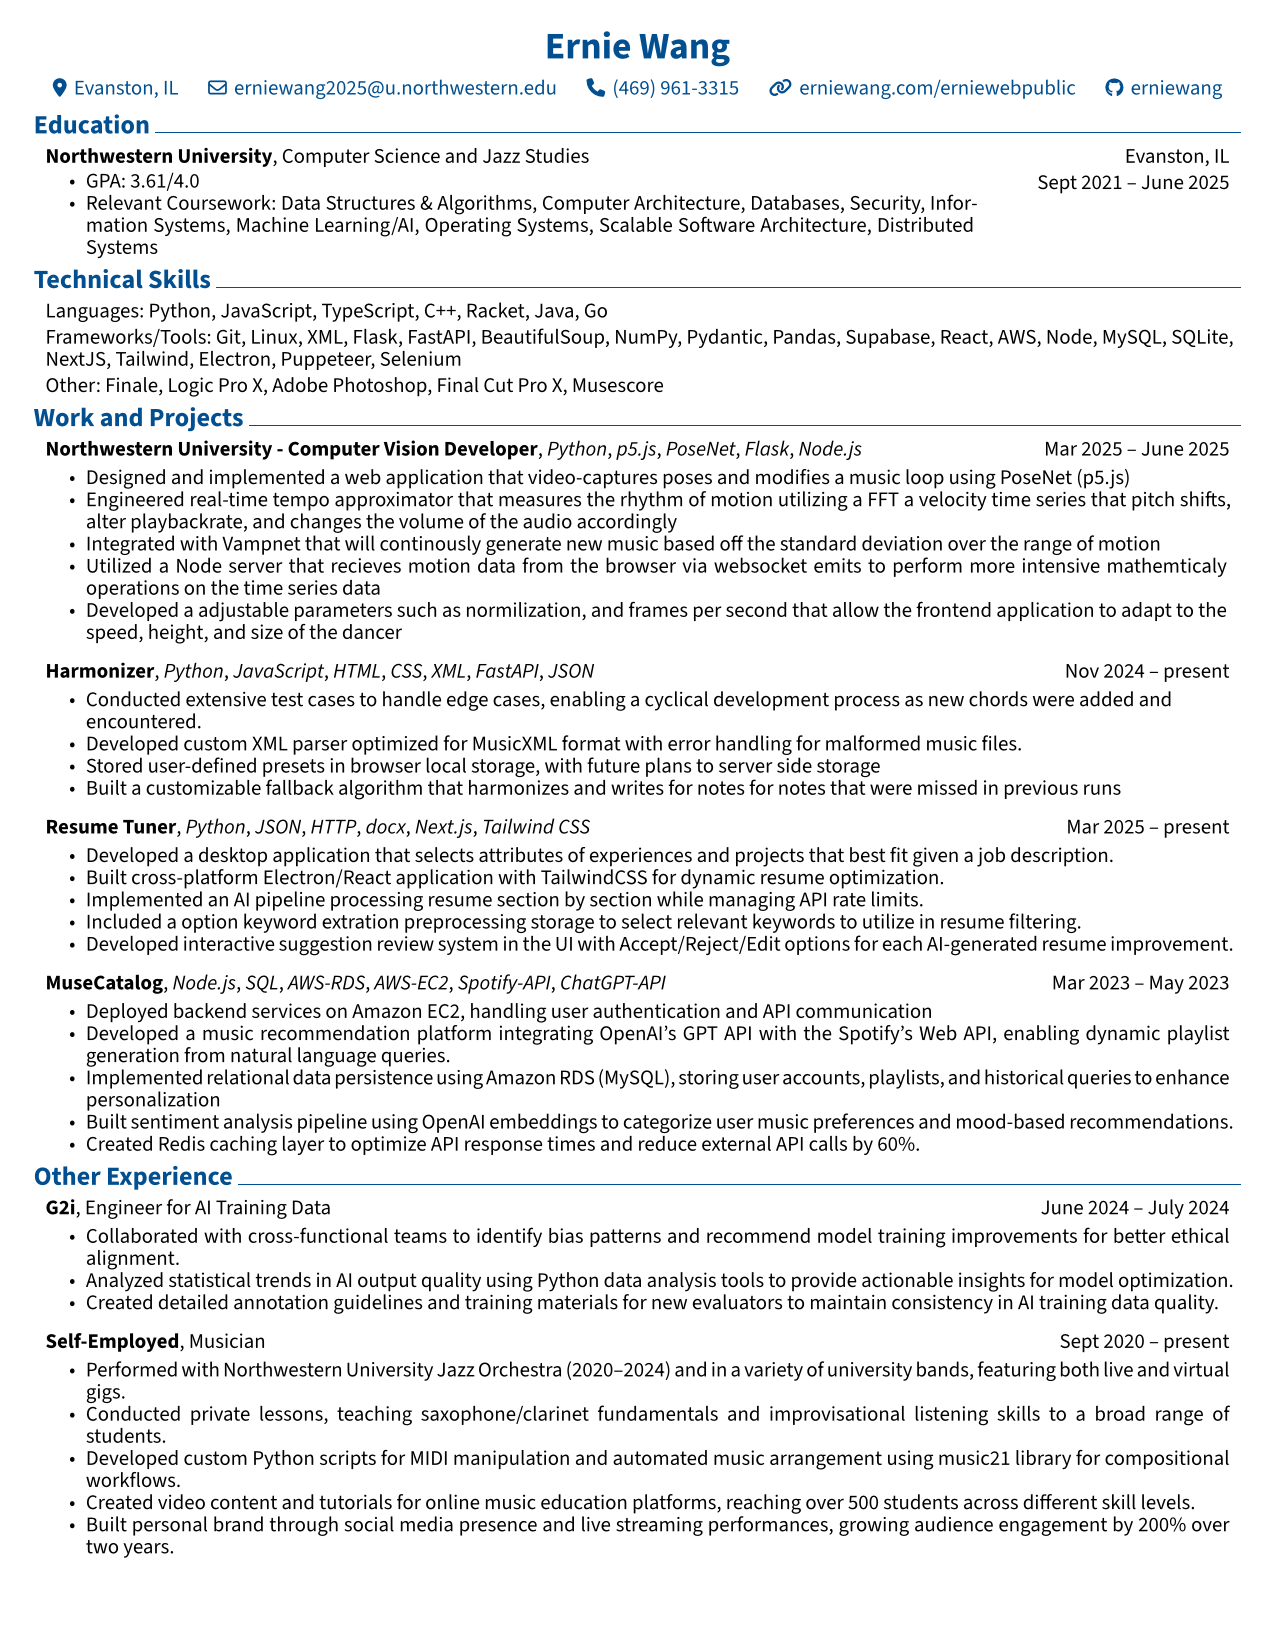 Ernie Wang
Evanston, IL erniewang2025@u.northwestern.edu (469) 961-3315 erniewang.com/erniewebpublic erniewang
Education
Northwestern University, Computer Science and Jazz Studies Evanston, IL
• GPA: 3.61/4.0 Sept 2021 – June 2025
• Relevant Coursework: Data Structures & Algorithms, Computer Architecture, Databases, Security, Infor-
mation Systems, Machine Learning/AI, Operating Systems, Scalable Software Architecture, Distributed
Systems
Technical Skills
Languages: Python, JavaScript, TypeScript, C++, Racket, Java, Go
Frameworks/Tools: Git, Linux, XML, Flask, FastAPI, BeautifulSoup, NumPy, Pydantic, Pandas, Supabase, React, AWS, Node, MySQL, SQLite,
NextJS, Tailwind, Electron, Puppeteer, Selenium
Other: Finale, Logic Pro X, Adobe Photoshop, Final Cut Pro X, Musescore
Work and Projects
Northwestern University - Computer Vision Developer, Python, p5.js, PoseNet, Flask, Node.js Mar 2025 – June 2025
• Designed and implemented a web application that video-captures poses and modifies a music loop using PoseNet (p5.js)
• Engineered real-time tempo approximator that measures the rhythm of motion utilizing a FFT a velocity time series that pitch shifts,
alter playbackrate, and changes the volume of the audio accordingly
• Integrated with Vampnet that will continously generate new music based off the standard deviation over the range of motion
• Utilized a Node server that recieves motion data from the browser via websocket emits to perform more intensive mathemticaly
operations on the time series data
• Developed a adjustable parameters such as normilization, and frames per second that allow the frontend application to adapt to the
speed, height, and size of the dancer
Harmonizer, Python, JavaScript, HTML, CSS, XML, FastAPI, JSON Nov 2024 – present
• Conducted extensive test cases to handle edge cases, enabling a cyclical development process as new chords were added and
encountered.
• Developed custom XML parser optimized for MusicXML format with error handling for malformed music files.
• Stored user-defined presets in browser local storage, with future plans to server side storage
• Built a customizable fallback algorithm that harmonizes and writes for notes for notes that were missed in previous runs
Resume Tuner, Python, JSON, HTTP, docx, Next.js, Tailwind CSS Mar 2025 – present
• Developed a desktop application that selects attributes of experiences and projects that best fit given a job description.
• Built cross-platform Electron/React application with TailwindCSS for dynamic resume optimization.
• Implemented an AI pipeline processing resume section by section while managing API rate limits.
• Included a option keyword extration preprocessing storage to select relevant keywords to utilize in resume filtering.
• Developed interactive suggestion review system in the UI with Accept/Reject/Edit options for each AI-generated resume improvement.
MuseCatalog, Node.js, SQL, AWS-RDS, AWS-EC2, Spotify-API, ChatGPT-API Mar 2023 – May 2023
• Deployed backend services on Amazon EC2, handling user authentication and API communication
• Developed a music recommendation platform integrating OpenAI’s GPT API with the Spotify’s Web API, enabling dynamic playlist
generation from natural language queries.
• Implemented relational data persistence using Amazon RDS (MySQL), storing user accounts, playlists, and historical queries to enhance
personalization
• Built sentiment analysis pipeline using OpenAI embeddings to categorize user music preferences and mood-based recommendations.
• Created Redis caching layer to optimize API response times and reduce external API calls by 60%.
Other Experience
G2i, Engineer for AI Training Data June 2024 – July 2024
• Collaborated with cross-functional teams to identify bias patterns and recommend model training improvements for better ethical
alignment.
• Analyzed statistical trends in AI output quality using Python data analysis tools to provide actionable insights for model optimization.
• Created detailed annotation guidelines and training materials for new evaluators to maintain consistency in AI training data quality.
Self-Employed, Musician Sept 2020 – present
• Performed with Northwestern University Jazz Orchestra (2020–2024) and in a variety of university bands, featuring both live and virtual
gigs.
• Conducted private lessons, teaching saxophone/clarinet fundamentals and improvisational listening skills to a broad range of
students.
• Developed custom Python scripts for MIDI manipulation and automated music arrangement using music21 library for compositional
workflows.
• Created video content and tutorials for online music education platforms, reaching over 500 students across different skill levels.
• Built personal brand through social media presence and live streaming performances, growing audience engagement by 200% over
two years.